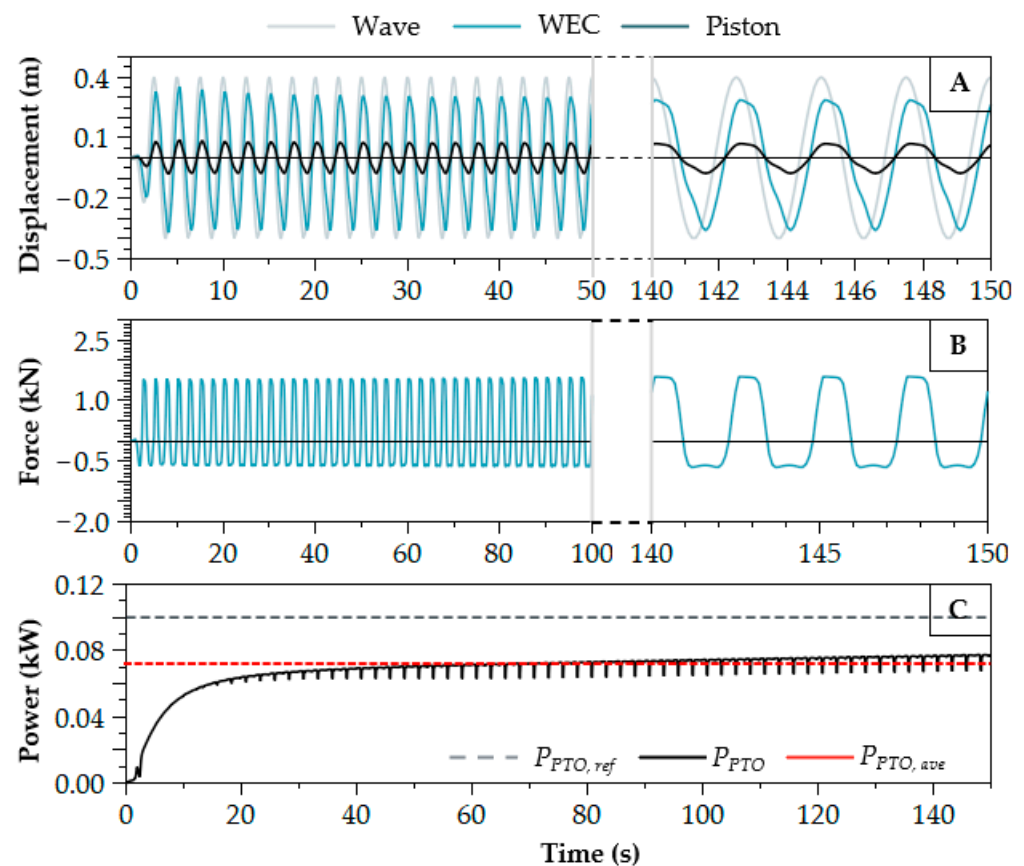 Wave WEC Piston
A
Displacement (m)
0.4
0.1
−0.2
−0.5
0 10 20 30 40 50 140 142 144 146 148 150
B
Force (kN)
2.5
1.0
−0.5
−2.0
0 20 40 60 80 100 140 145 150
C
Power (kW)
0.12
0.08
0.04
0.00
P_PTO, ref P_PTO P_PTO, ave
0 20 40 60 80 100 120 140
Time (s)